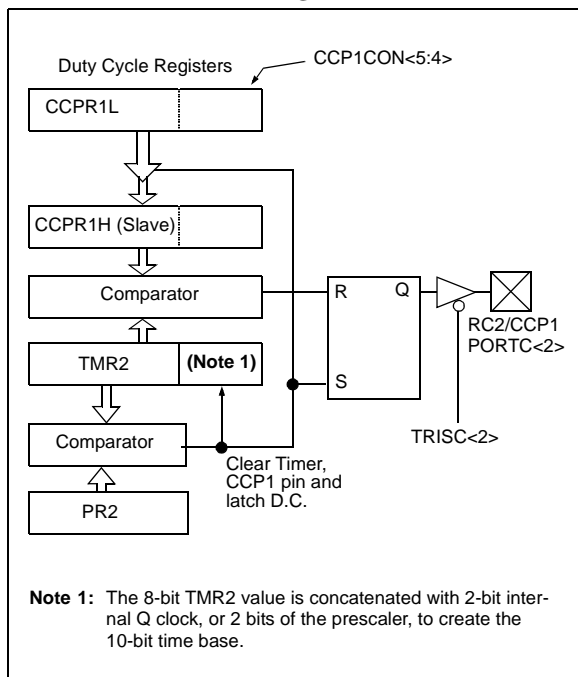 Duty Cycle Registers
CCP1CON<5:4>
CCPR1L
CCPR1H (Slave)
Comparator
R
Q
RC2/CCP1
PORTC<2>
TMR2
(Note 1)
S
TRISC<2>
Comparator
Clear Timer,
CCP1 pin and
latch D.C.
PR2
Note 1: The 8-bit TMR2 value is concatenated with 2-bit inter-
nal Q clock, or 2 bits of the prescaler, to create the
10-bit time base.